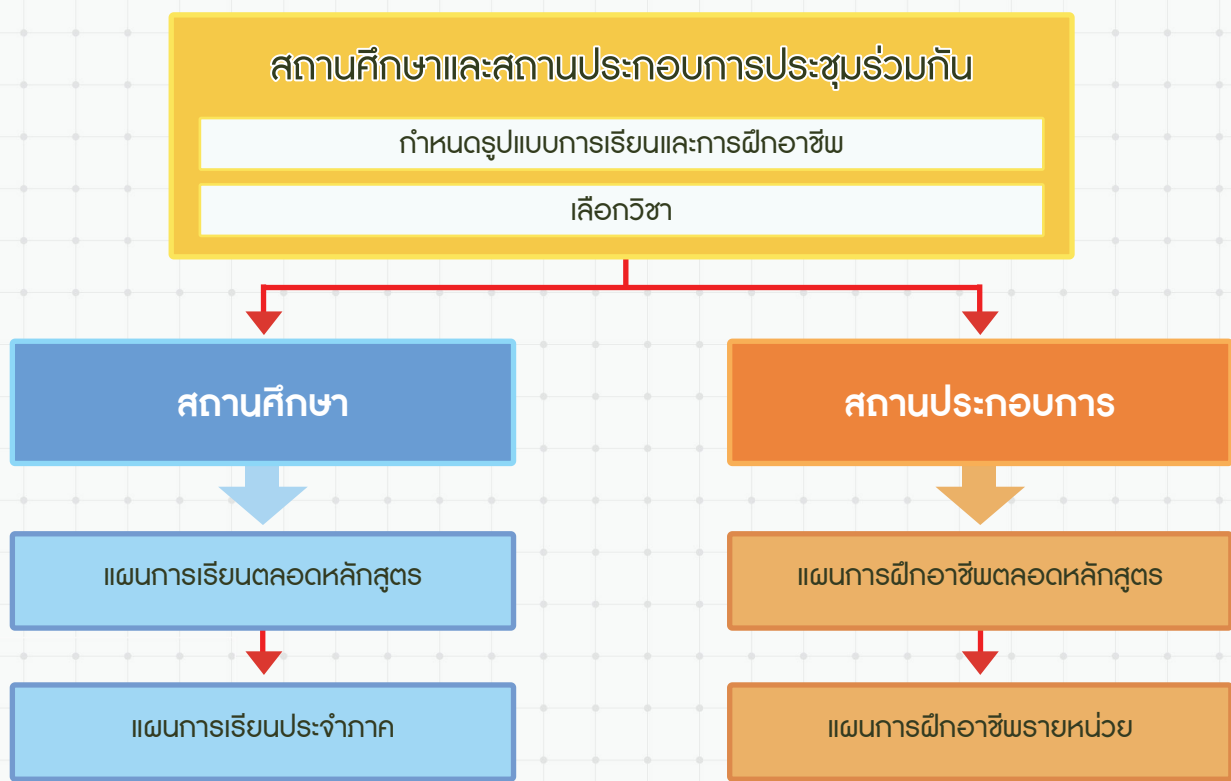 สถานศึกษาและสถานประกอบการประชุมร่วมกัน
กำหนดรูปแบบการเรียนและการฝึกอาชีพ
เลือกวิชา
สถานศึกษา
สถานประกอบการ
แผนการเรียนตลอดหลักสูตร
แผนการฝึกอาชีพตลอดหลักสูตร
แผนการเรียนประจำภาค
แผนการฝึกอาชีพรายหน่วย